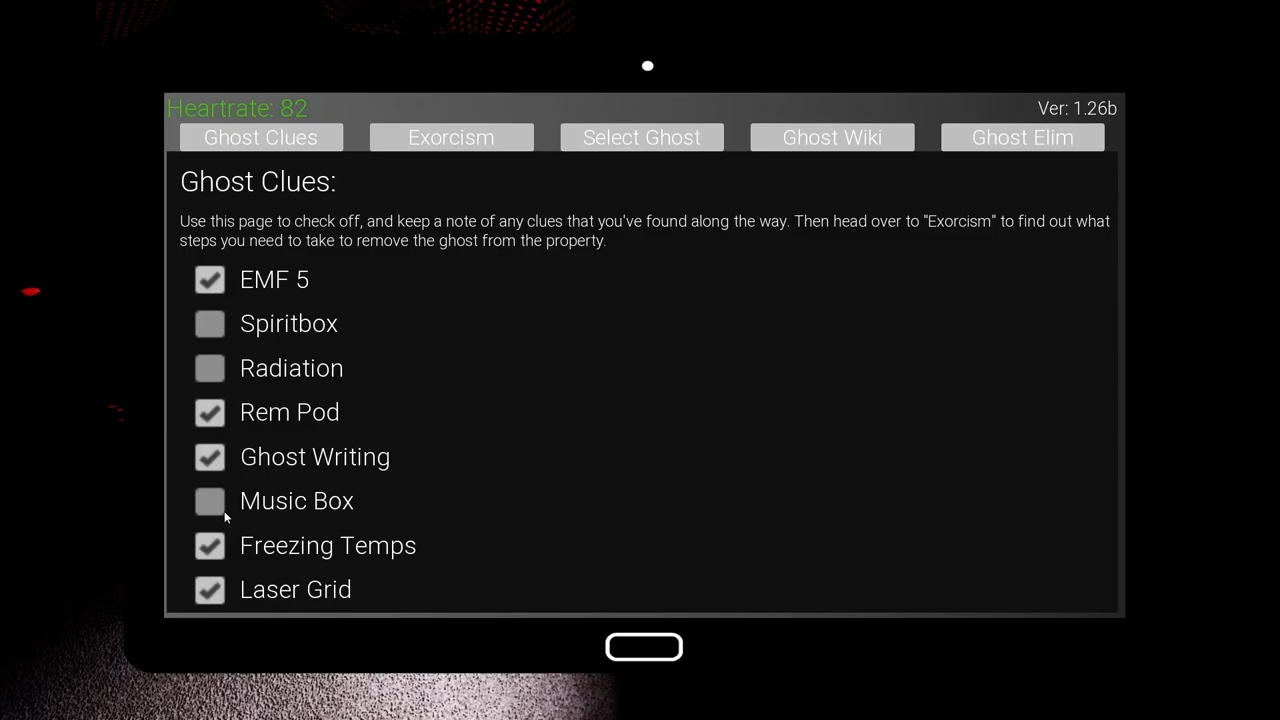 Heartrate: 82
Ver: 1.26b
Ghost Clues
Exorcism
Select Ghost
Ghost Wiki
Ghost Elim
Ghost Clues:
Use this page to check off, and keep a note of any clues that you've found along the way. Then head over to "Exorcism" to find out what
steps you need to take to remove the ghost from the property.
EMF 5
Spiritbox
Radiation
Rem Pod
Ghost Writing
Music Box
Freezing Temps
Laser Grid